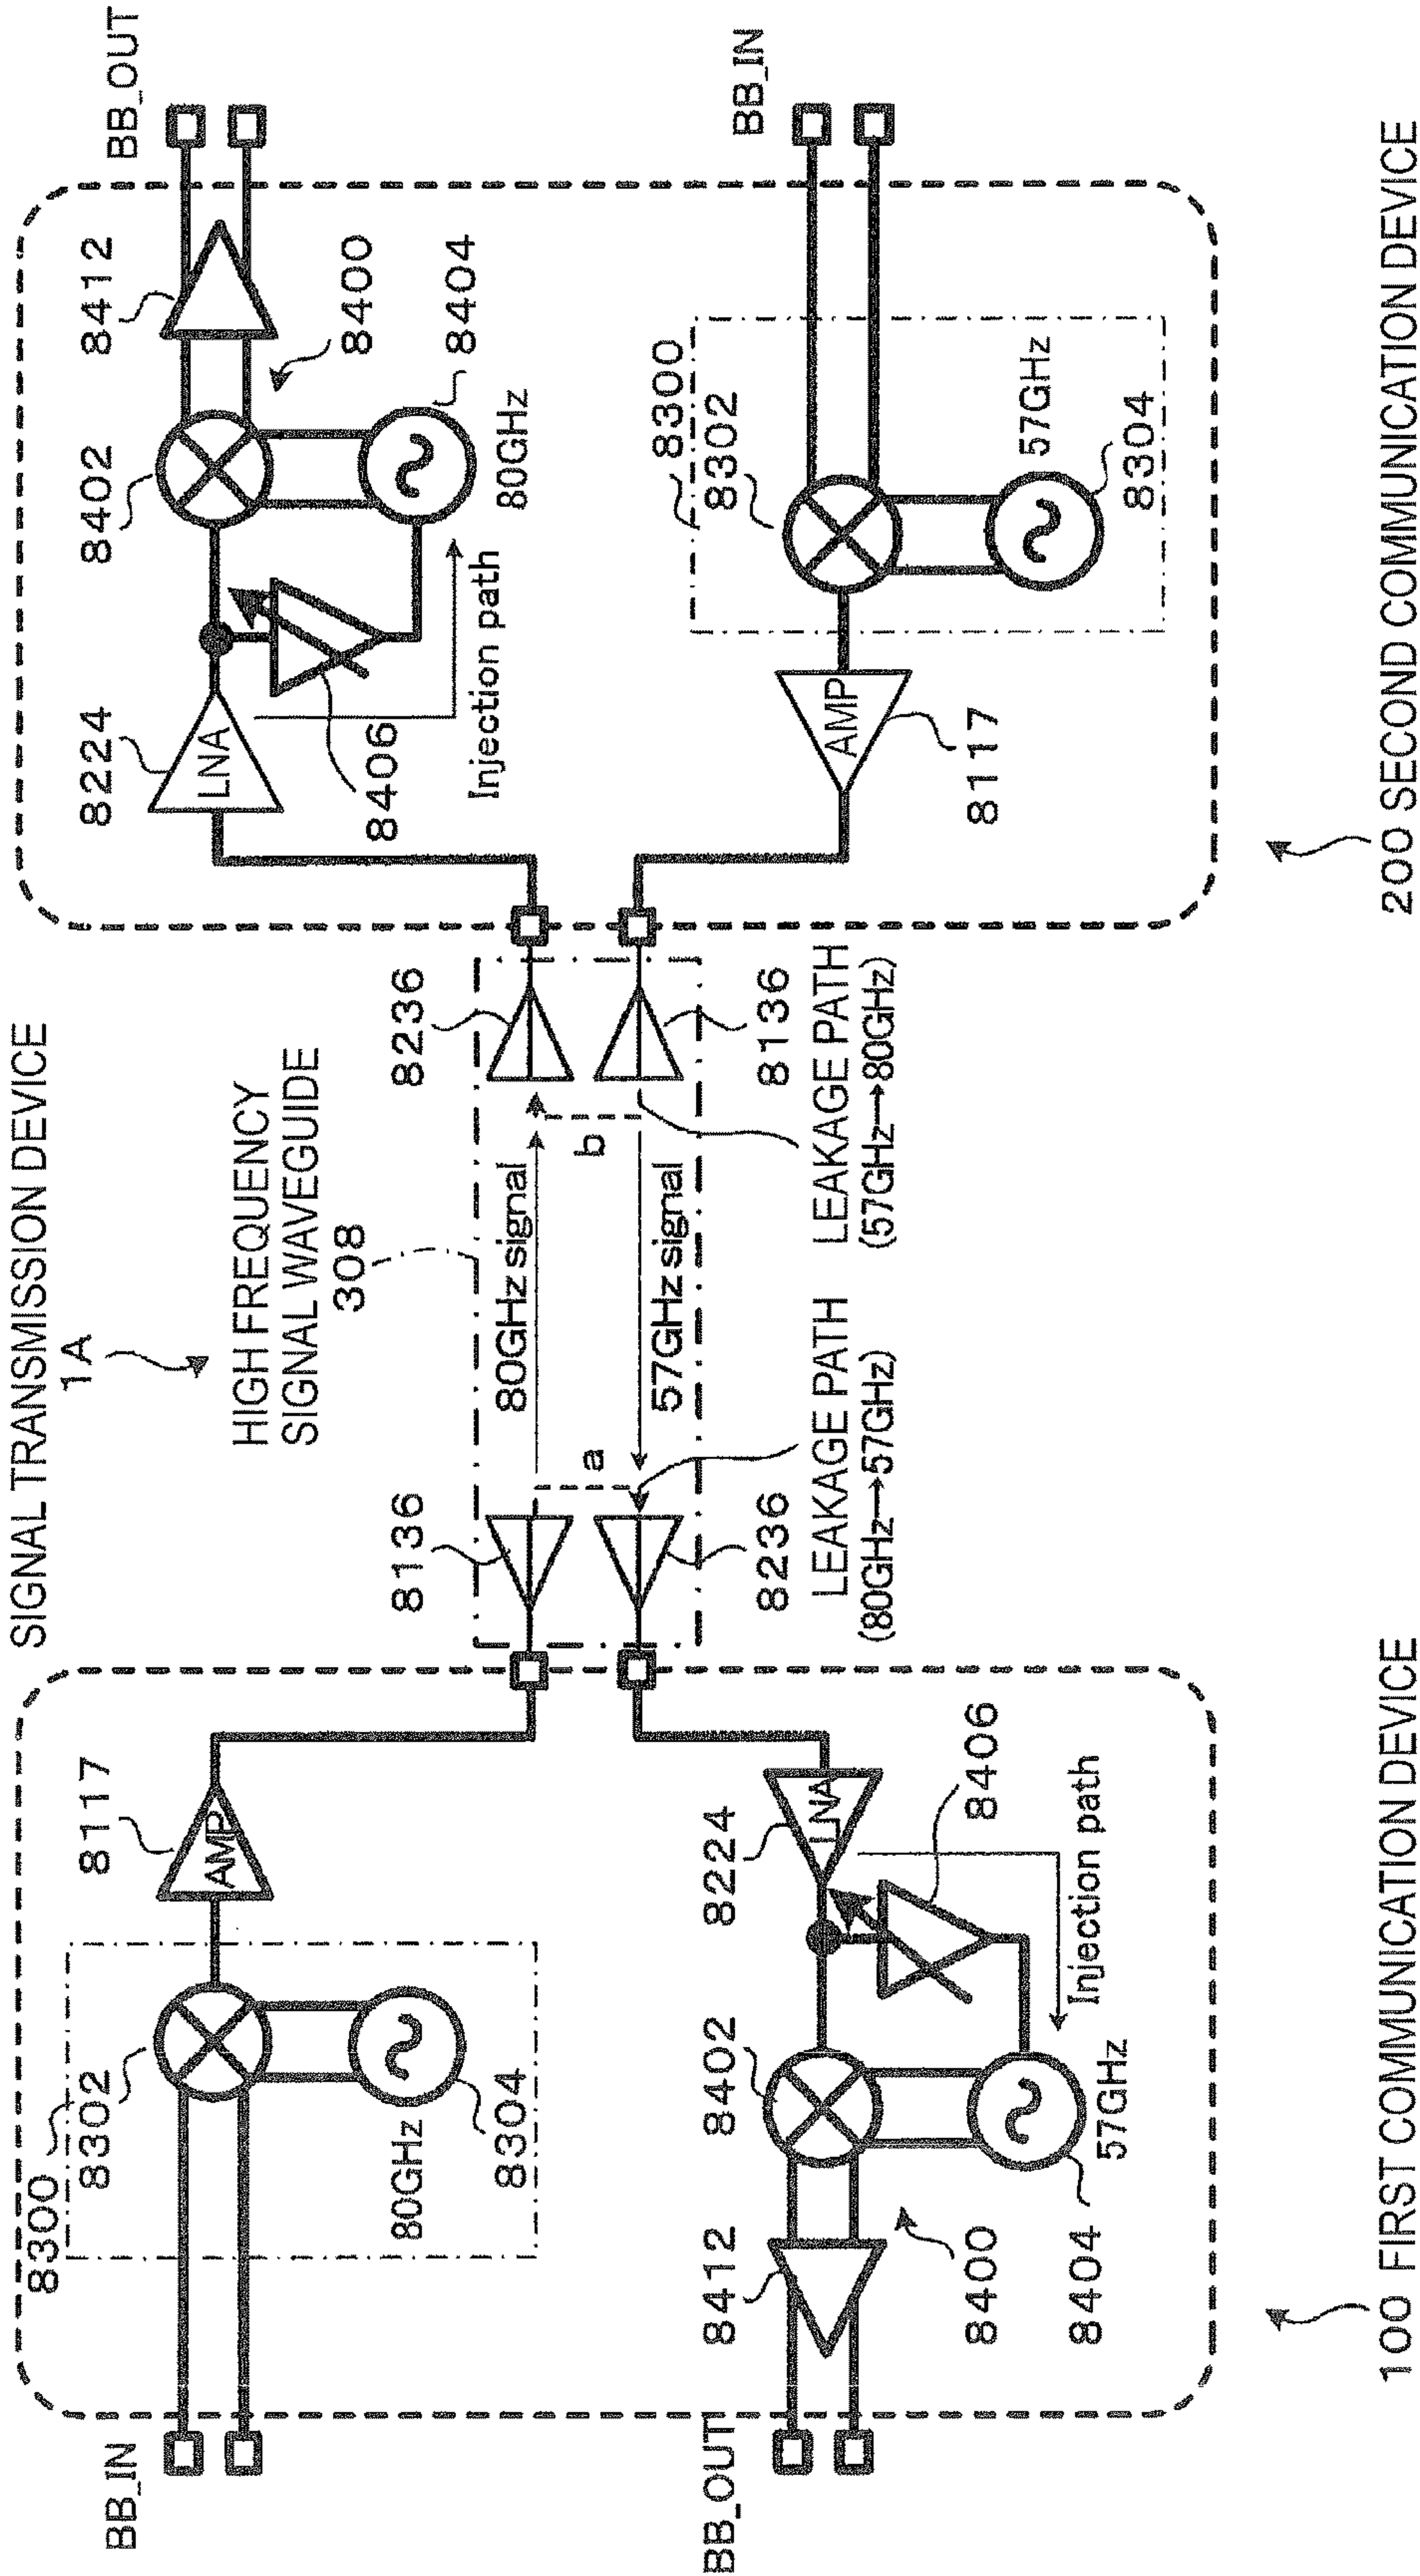 SIGNAL TRANSMISSION DEVICE
1A
HIGH FREQUENCY
SIGNAL WAVEGUIDE
308
BB_IN
8300
8302
80GHz
8304
8117
AMP
8136
80GHz signal
8236
8224
LNA
8406
Injection path
8402
8404
80GHz
8400
8412
BB_OUT
BB_OUT
8412
8400
8404
57GHz
8402
8224
LNA
8406
Injection path
8236
a
57GHz signal
b
8136
LEAKAGE PATH
(80GHz→57GHz)
LEAKAGE PATH
(57GHz→80GHz)
8117
AMP
8300
8302
57GHz
8304
BB_IN
100 FIRST COMMUNICATION DEVICE
200 SECOND COMMUNICATION DEVICE